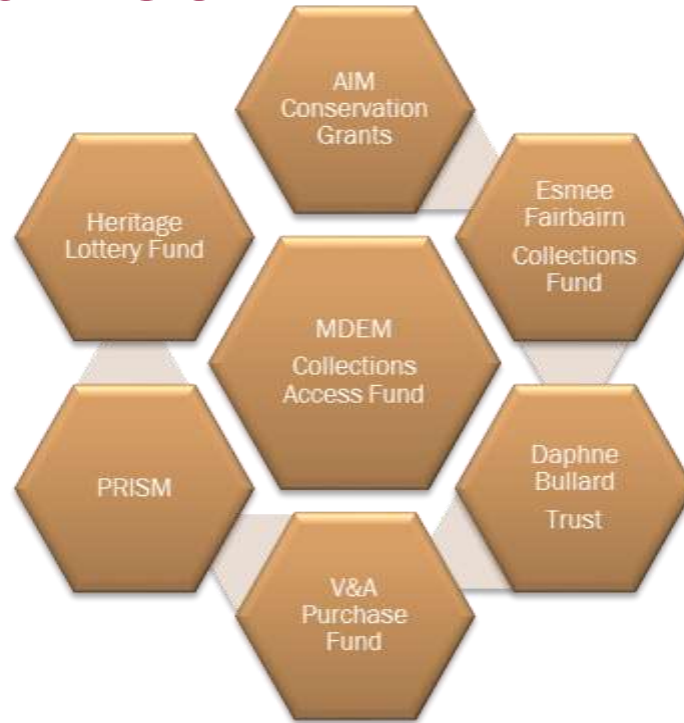 AIM
Conservation
Grants
Esmee
Fairbairn
Collections
Fund
Heritage
Lottery Fund
MDEM
Collections
Access Fund
Daphne
Bullard
Trust
PRISM
V&A
Purchase
Fund